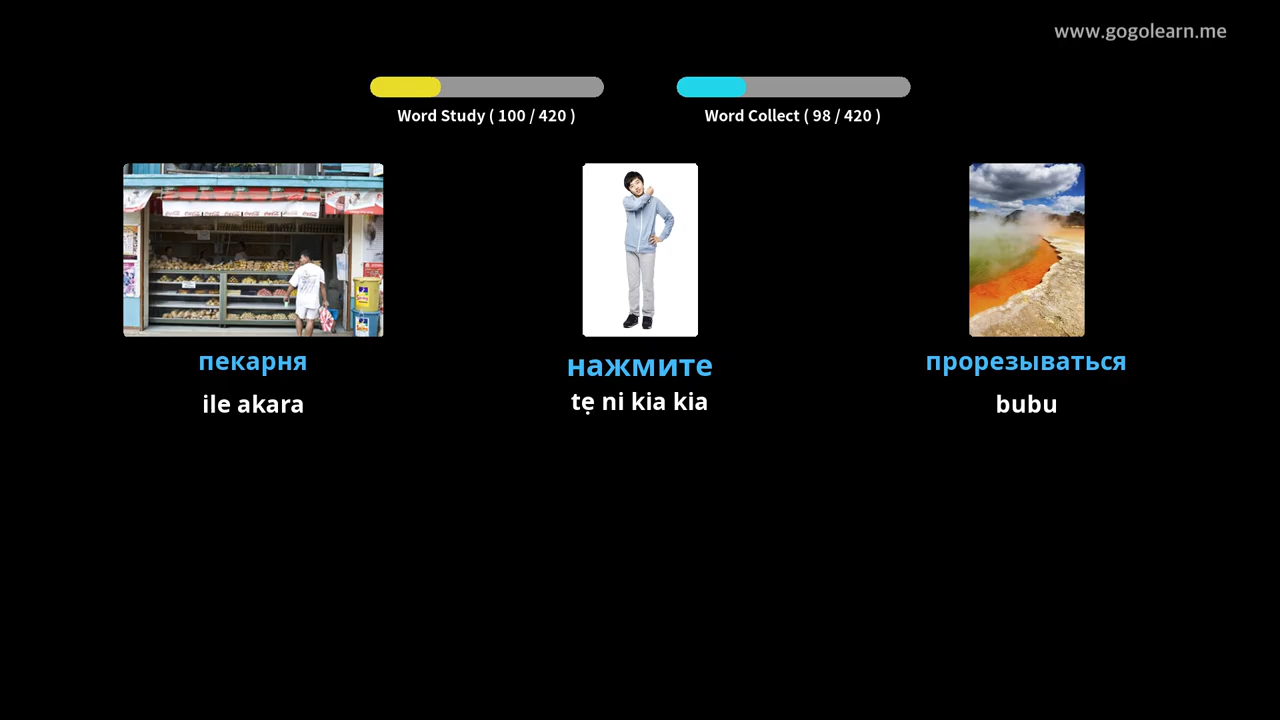 www.gogolearn.me
Word Study ( 100 / 420 )
Word Collect ( 98 / 420 )
пекарня
нажмите
прорезываться
ile akara
tẹ ni kia kia
bubu